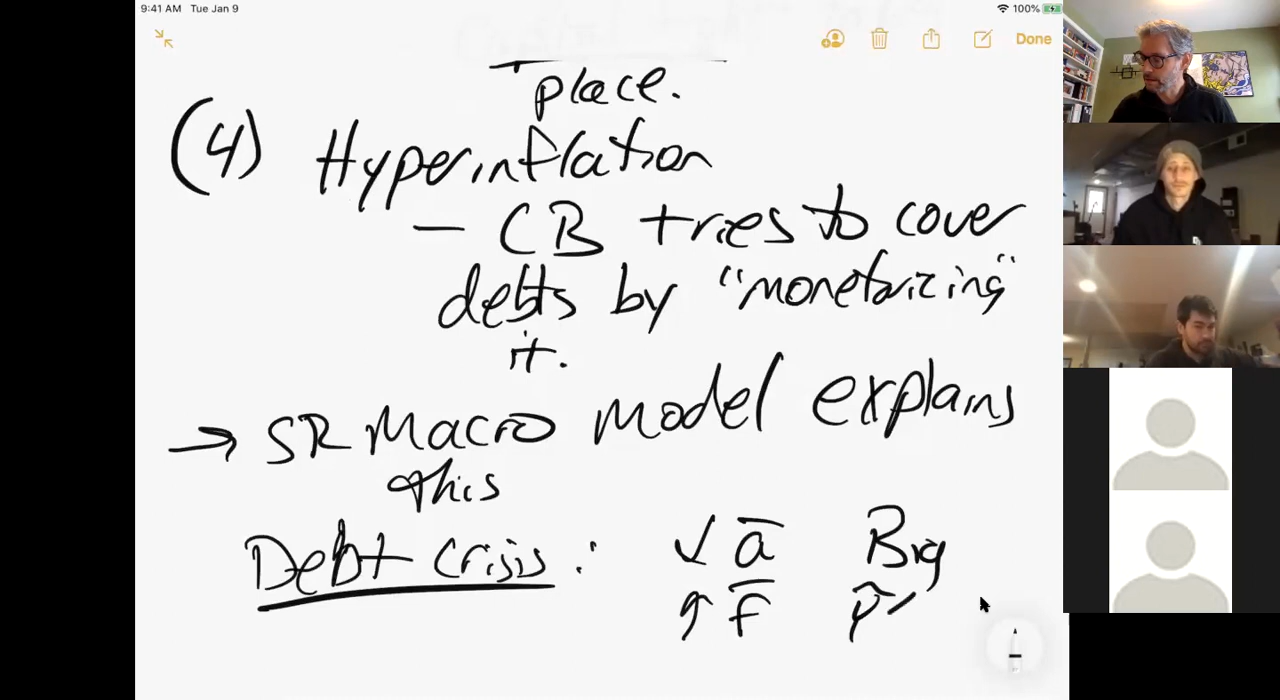 9:41 AM Tue Jan 9
100%
Done
place.
(4) Hyperinflation
– CB tries to cover
debts by "monetarizing"
it.
→ SR Macro model explains
this
Debt crisis : ↓ a̅ Big
↑ f̅